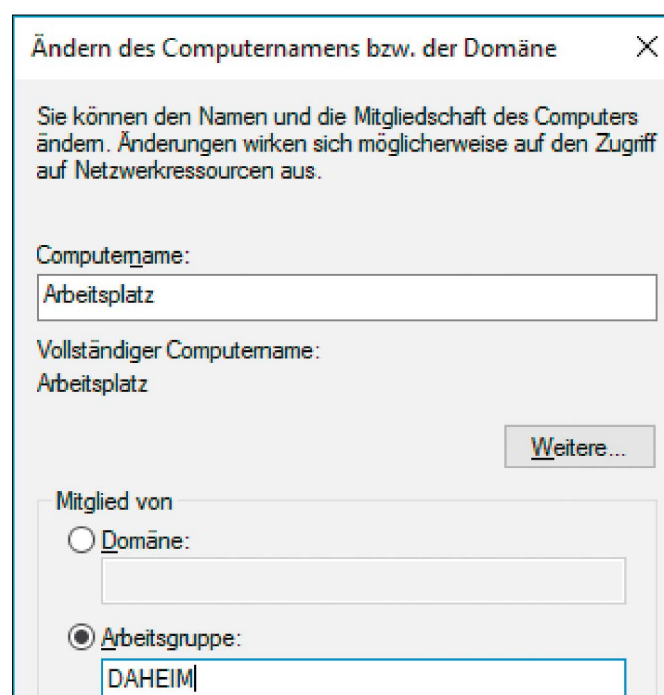 Ändern des Computernamens bzw. der Domäne
Sie können den Namen und die Mitgliedschaft des Computers
ändern. Änderungen wirken sich möglicherweise auf den Zugriff
auf Netzwerkressourcen aus.
Computername:
Arbeitsplatz
Vollständiger Computername:
Arbeitsplatz
Weitere...
Mitglied von
Domäne:
Arbeitsgruppe:
DAHEIM